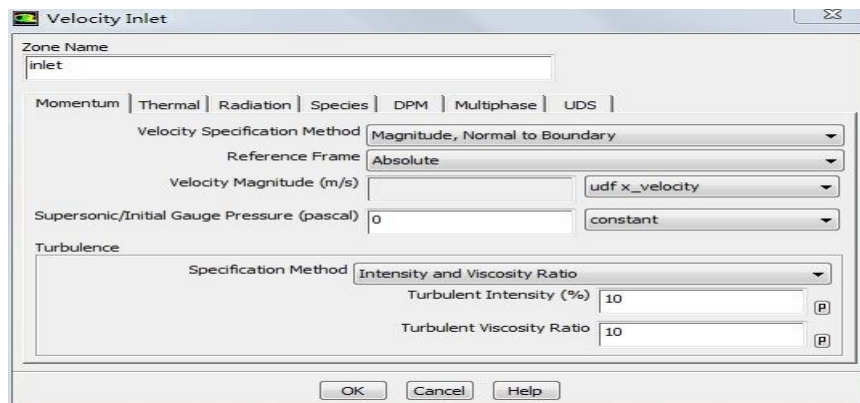 Velocity Inlet
Zone Name
inlet
Momentum Thermal Radiation Species DPM Multiphase UDS
Velocity Specification Method Magnitude, Normal to Boundary
Reference Frame Absolute
Velocity Magnitude (m/s) udf x_velocity
Supersonic/Initial Gauge Pressure (pascal) 0 constant
Turbulence
Specification Method Intensity and Viscosity Ratio
Turbulent Intensity (%) 10 P
Turbulent Viscosity Ratio 10 P
OK Cancel Help